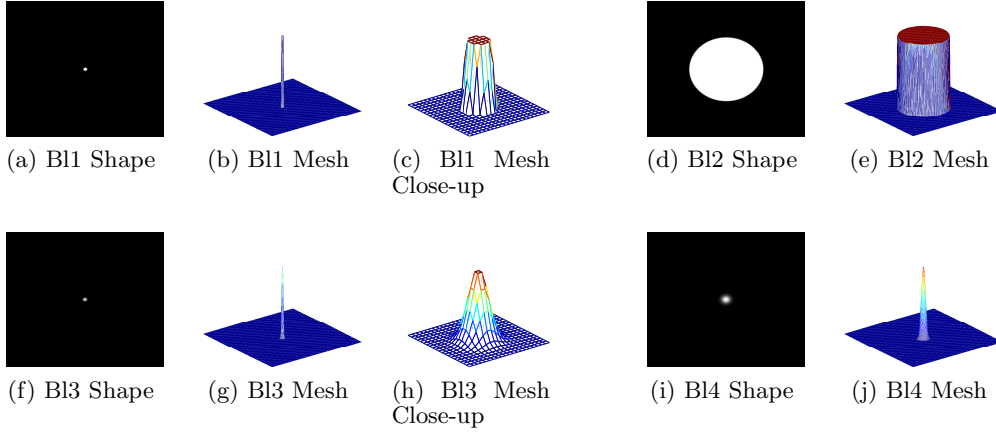 (a) Bl1 Shape
(b) Bl1 Mesh
(c) Bl1 Mesh
Close-up
(d) Bl2 Shape
(e) Bl2 Mesh
(f) Bl3 Shape
(g) Bl3 Mesh
(h) Bl3 Mesh
Close-up
(i) Bl4 Shape
(j) Bl4 Mesh